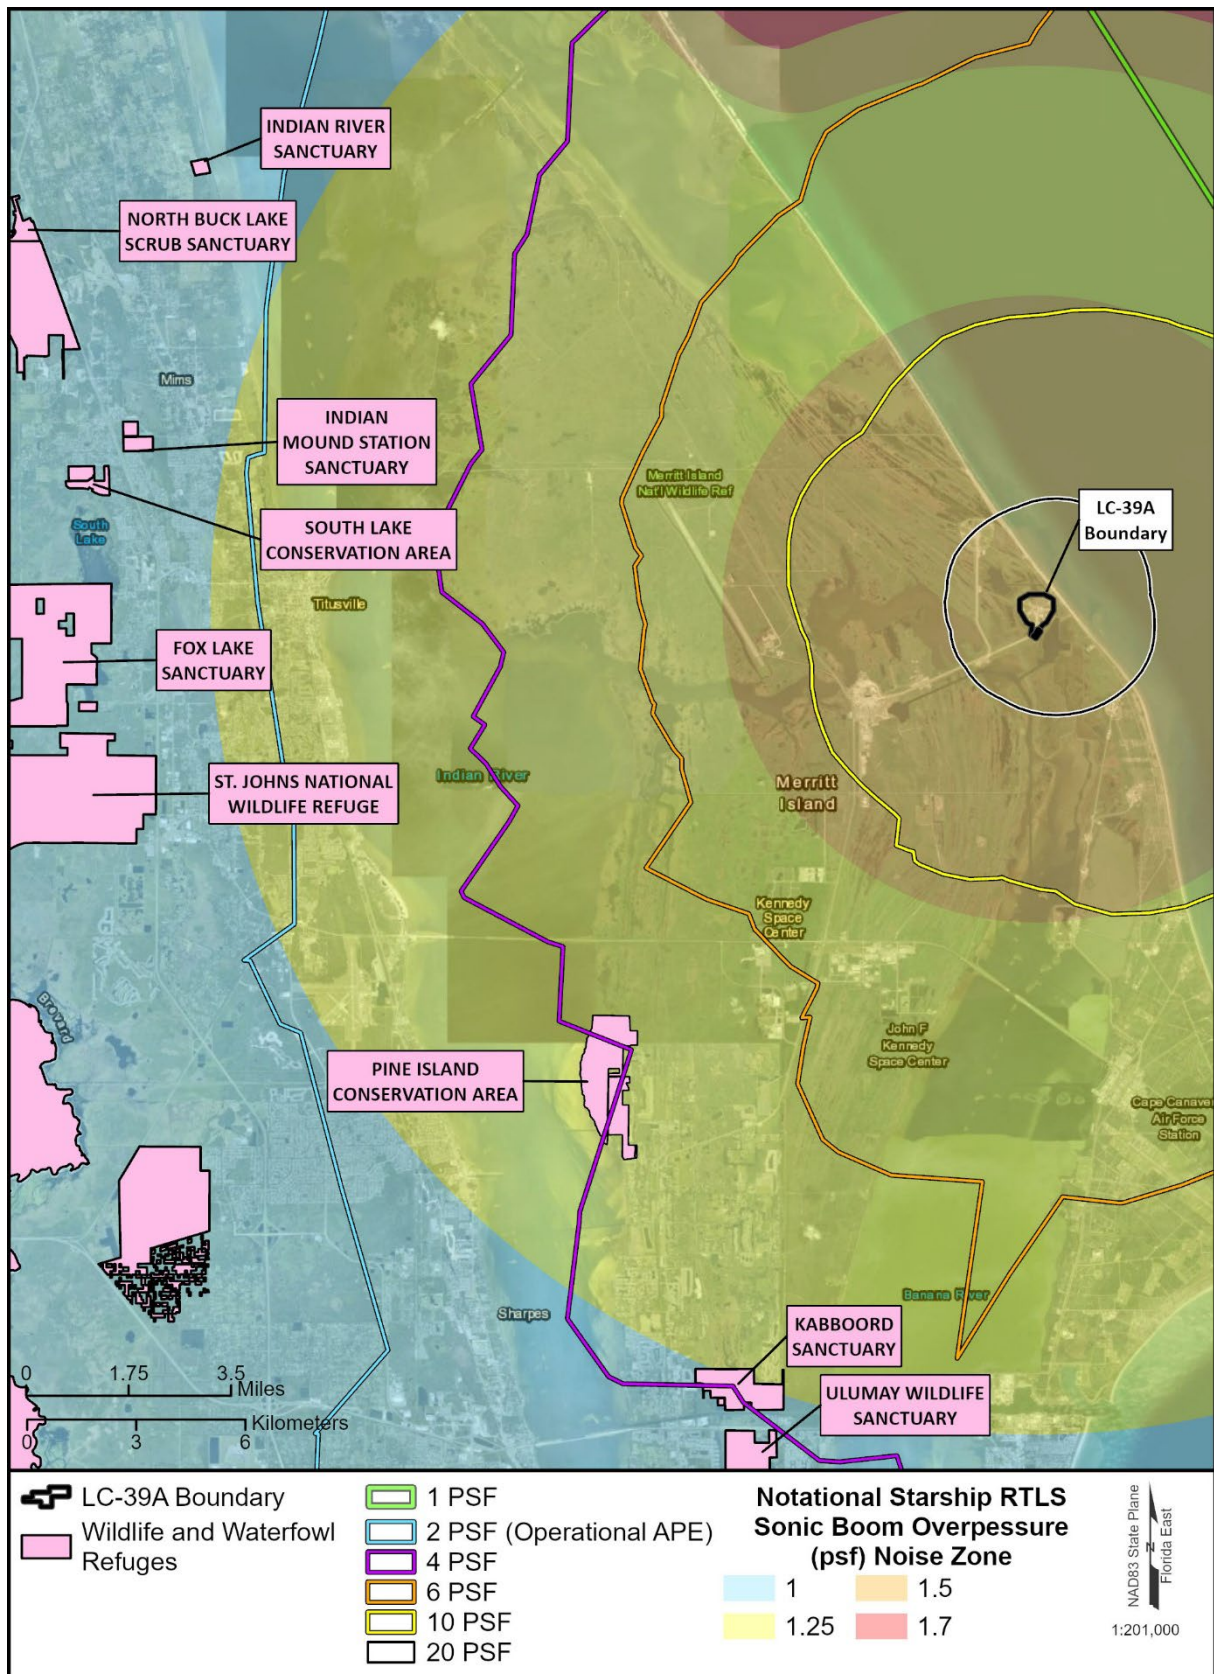 INDIAN RIVER
SANCTUARY
NORTH BUCK LAKE
SCRUB SANCTUARY
Mims
INDIAN
MOUND STATION
SANCTUARY
Merritt Island
Nat'l Wildlife Ref
LC-39A
Boundary
SOUTH LAKE
CONSERVATION AREA
South
Lake
Titusville
FOX LAKE
SANCTUARY
ST. JOHNS NATIONAL
WILDLIFE REFUGE
Indian River
Merritt
Island
Kennedy
Space
Center
Brevard
John F
Kennedy
Space Center
PINE ISLAND
CONSERVATION AREA
Cape Canaver
Air Force
Station
Banana River
Sharpes
KABBOORD
SANCTUARY
ULUMAY WILDLIFE
SANCTUARY
0 1.75 3.5
Miles
Kilometers
0 3 6
LC-39A Boundary
Wildlife and Waterfowl
Refuges
1 PSF
2 PSF (Operational APE)
4 PSF
6 PSF
10 PSF
20 PSF
Notational Starship RTLS
Sonic Boom Overpressure
(psf) Noise Zone
1
1.5
1.25
1.7
NAD83 State Plane
Florida East
N
1:201,000